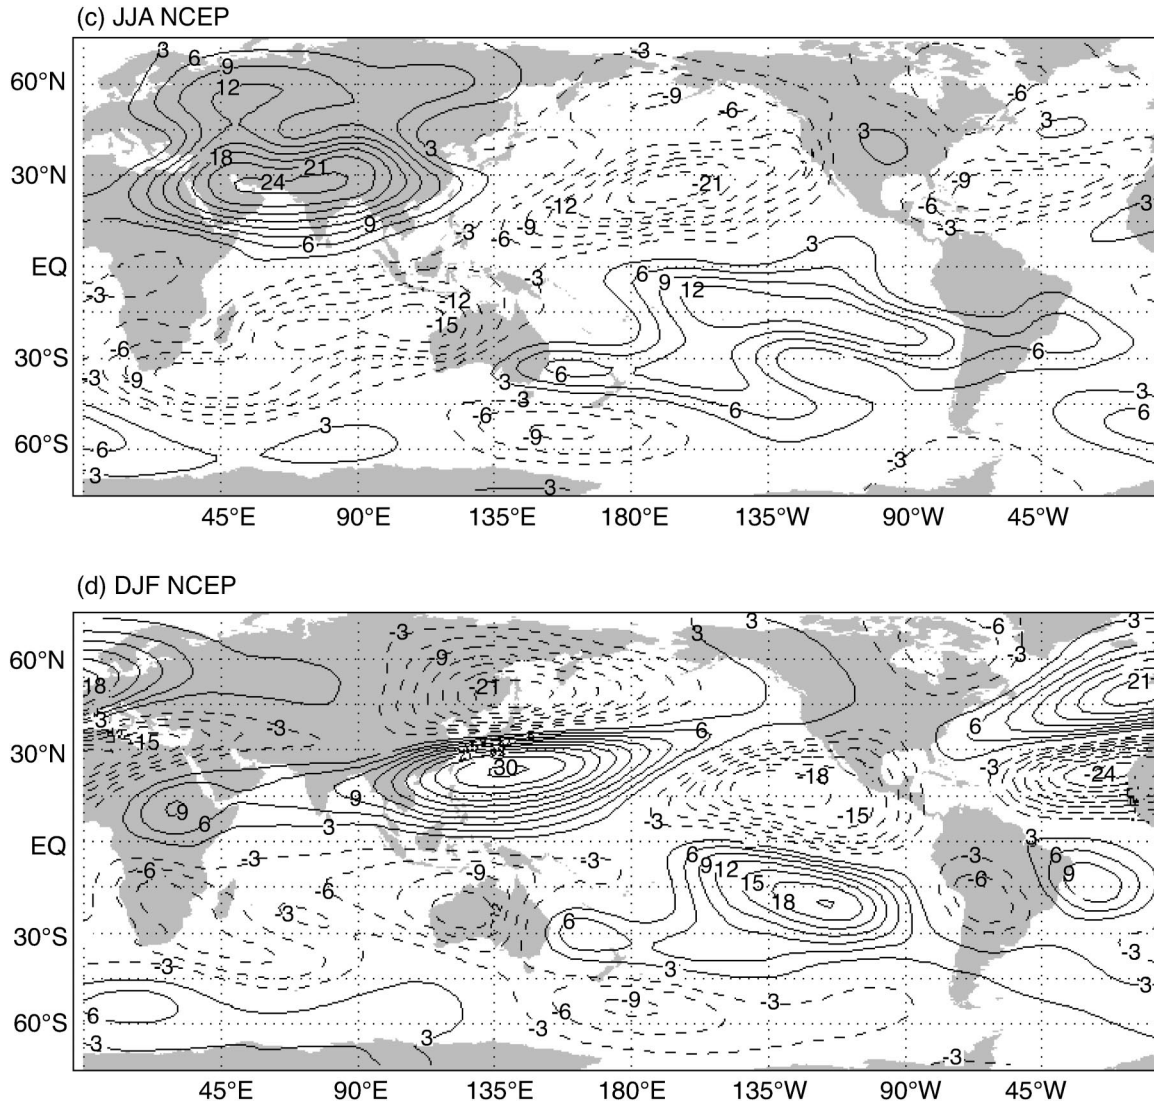 (c) JJA NCEP
3 6 9 12 -3 -9 -6 -6 3
60°N
18 21 24 3 3 -21 -9
30°N
9 -3 -6 -9 -12 -6 -3 -3
6 3
EQ
-3 -12 -15 -3 6 9 12
-6 -3 -9 3 6 6
30°S
3 -3 -6 -9 6 3 6
6 3 3 -3
60°S
3
45°E 90°E 135°E 180°E 135°W 90°W 45°W
(d) DJF NCEP
-3 3 3 -6 3
60°N
9 -3
18 -21 21
3 -15 -3 6 6
30°N
30 -18 -3 -24
9 9 -15
6 3 -3
EQ
3
-6 -3 -9 -3 6 9 12 -3 6
-6 15 -6 9
-3 18
6
30°S
-3 3 -3
-3
6 -6 -9 -3 3
60°S
3 3 -3 -3
45°E 90°E 135°E 180°E 135°W 90°W 45°W